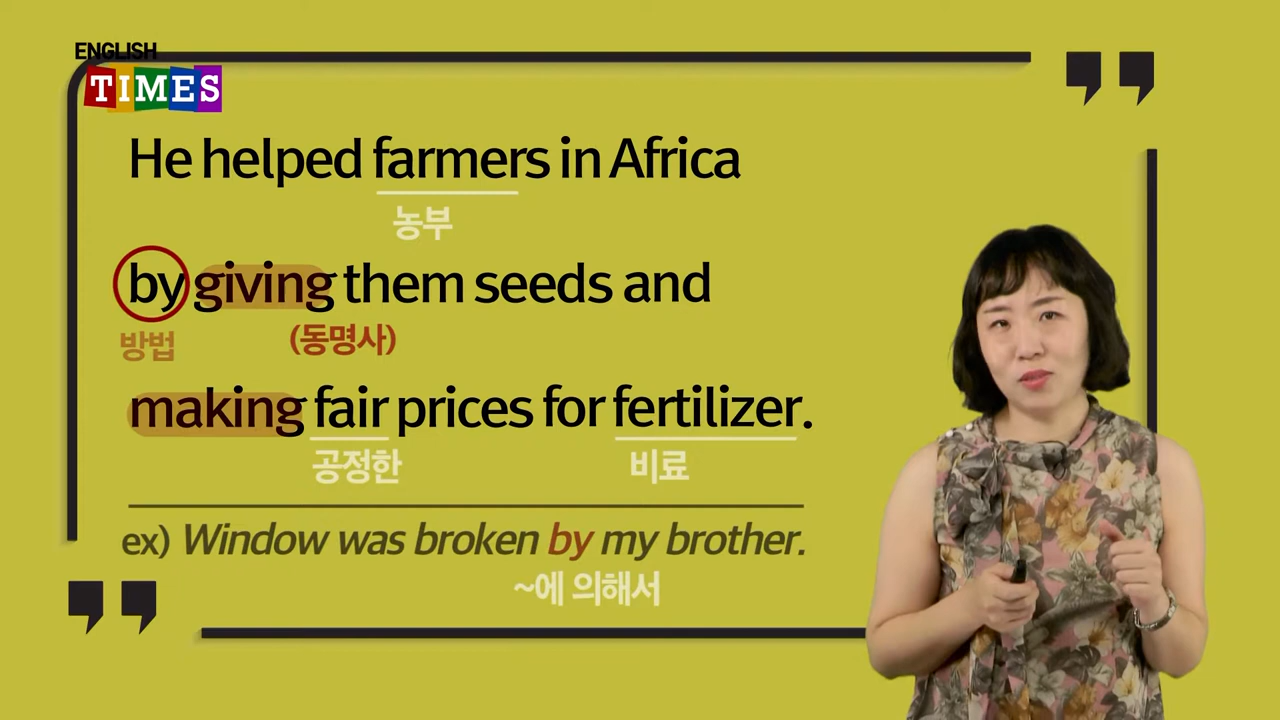 ENGLISH
TIMES
He helped farmers in Africa
농부
by giving them seeds and
방법 (동명사)
making fair prices for fertilizer.
공정한 비료
ex) Window was broken by my brother.
~에 의해서